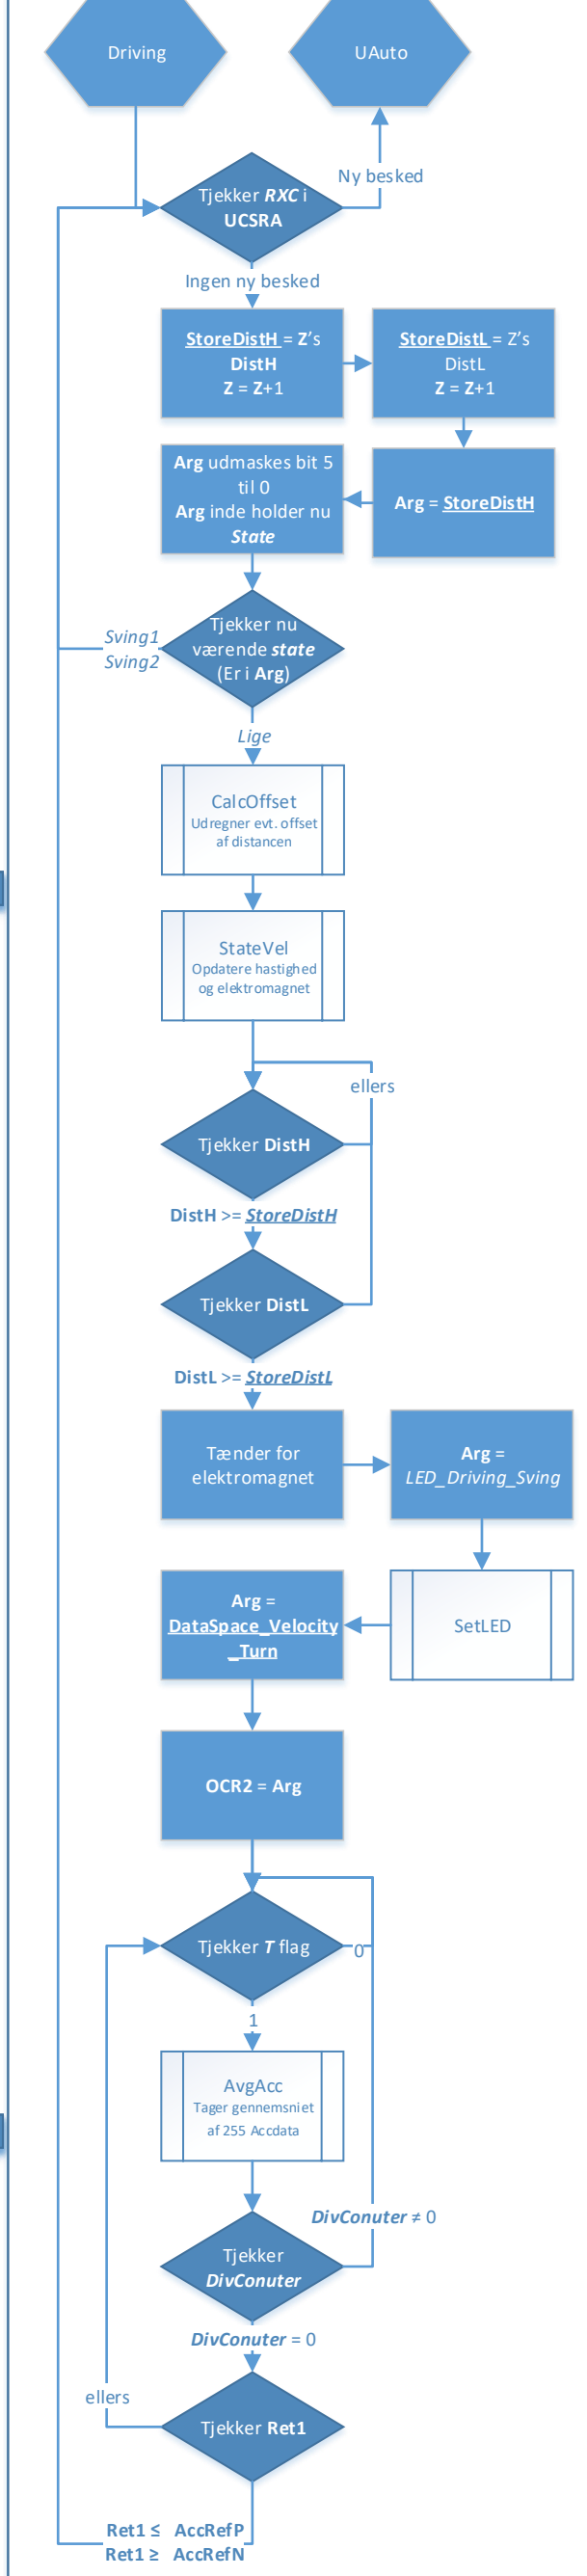 Driving
UAuto
Ny besked
Tjekker RXC i
UCSRA
Ingen ny besked
StoreDistH = Z's
DistH
Z = Z+1
StoreDistL = Z's
DistL
Z = Z+1
Arg udmaskes bit 5
til 0
Arg inde holder nu
State
Arg = StoreDistH
Tjekker nu
værende state
(Er i Arg)
Sving1
Sving2
Lige
CalcOffset
Udregner evt. offset
af distancen
StateVel
Opdatere hastighed
og elektromagnet
ellers
Tjekker DistH
DistH >= StoreDistH
Tjekker DistL
DistL >= StoreDistL
Tænder for
elektromagnet
Arg =
LED_Driving_Sving
SetLED
Arg =
DataSpace_Velocity
_Turn
OCR2 = Arg
Tjekker T flag
0
1
AvgAcc
Tager gennemsniet
af 255 Accdata
DivConuter ≠ 0
Tjekker
DivConuter
DivConuter = 0
ellers
Tjekker Ret1
Ret1 ≤ AccRefP
Ret1 ≥ AccRefN